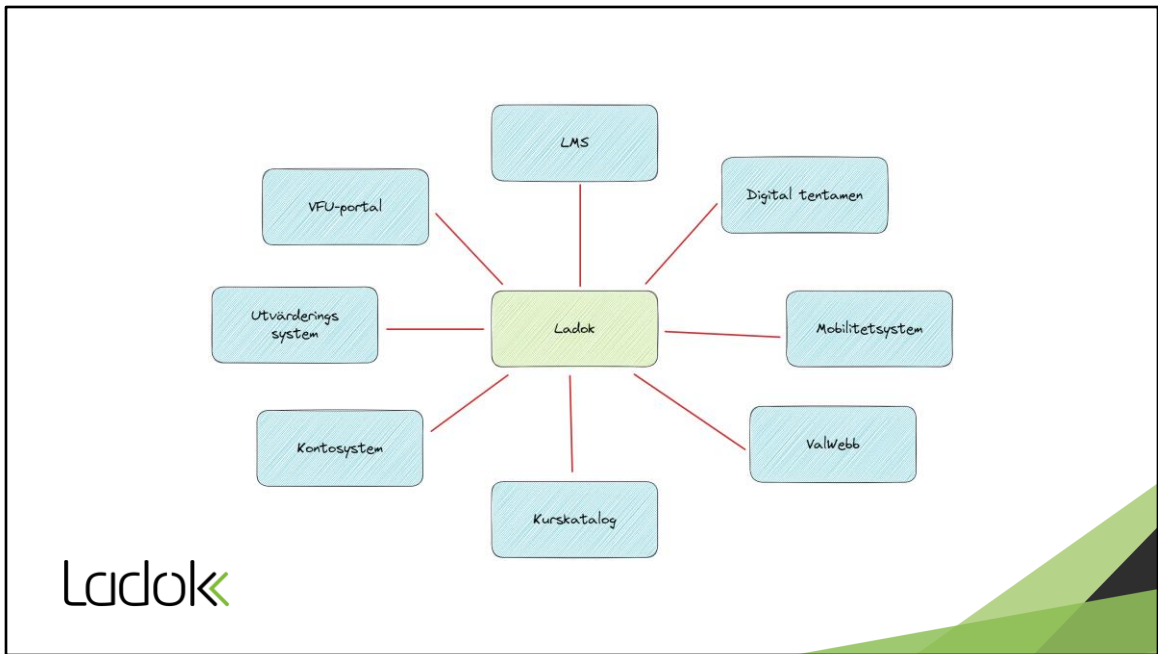 LMS
Digital tentamen
VFU-portal
Utvärderings
system
Ladok
Mobilitetsystem
Kontosystem
ValWebb
Kurskatalog
Ladok